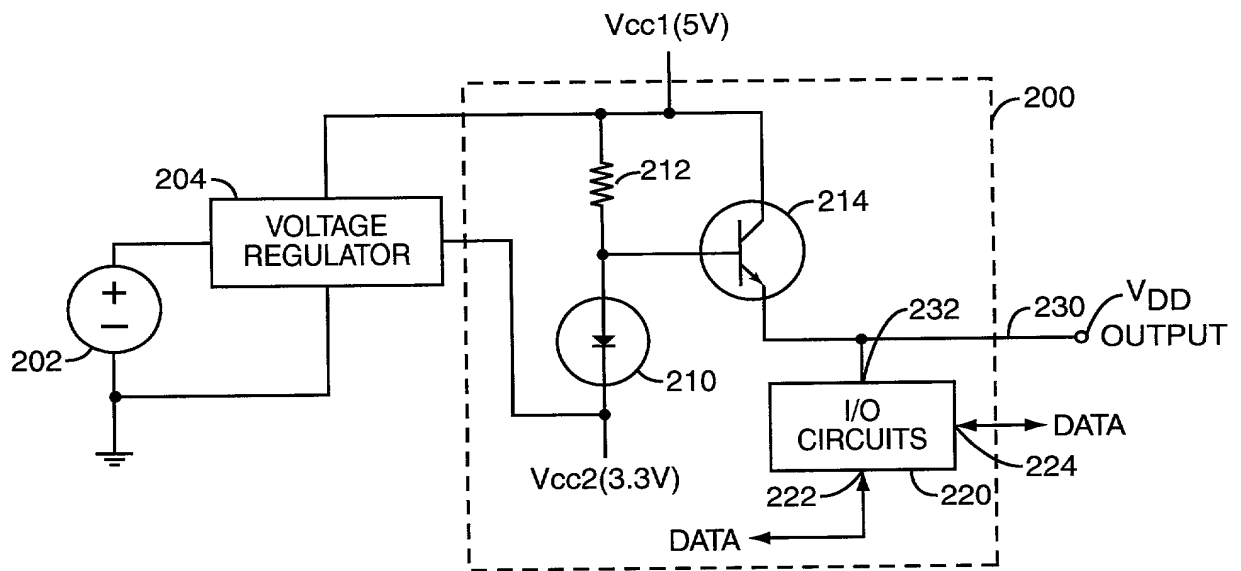 Vcc1(5V)
200
212
204
214
VOLTAGE
REGULATOR
+
−
202
232
230
VDD
OUTPUT
210
I/O
CIRCUITS
DATA
224
Vcc2(3.3V)
222
220
DATA